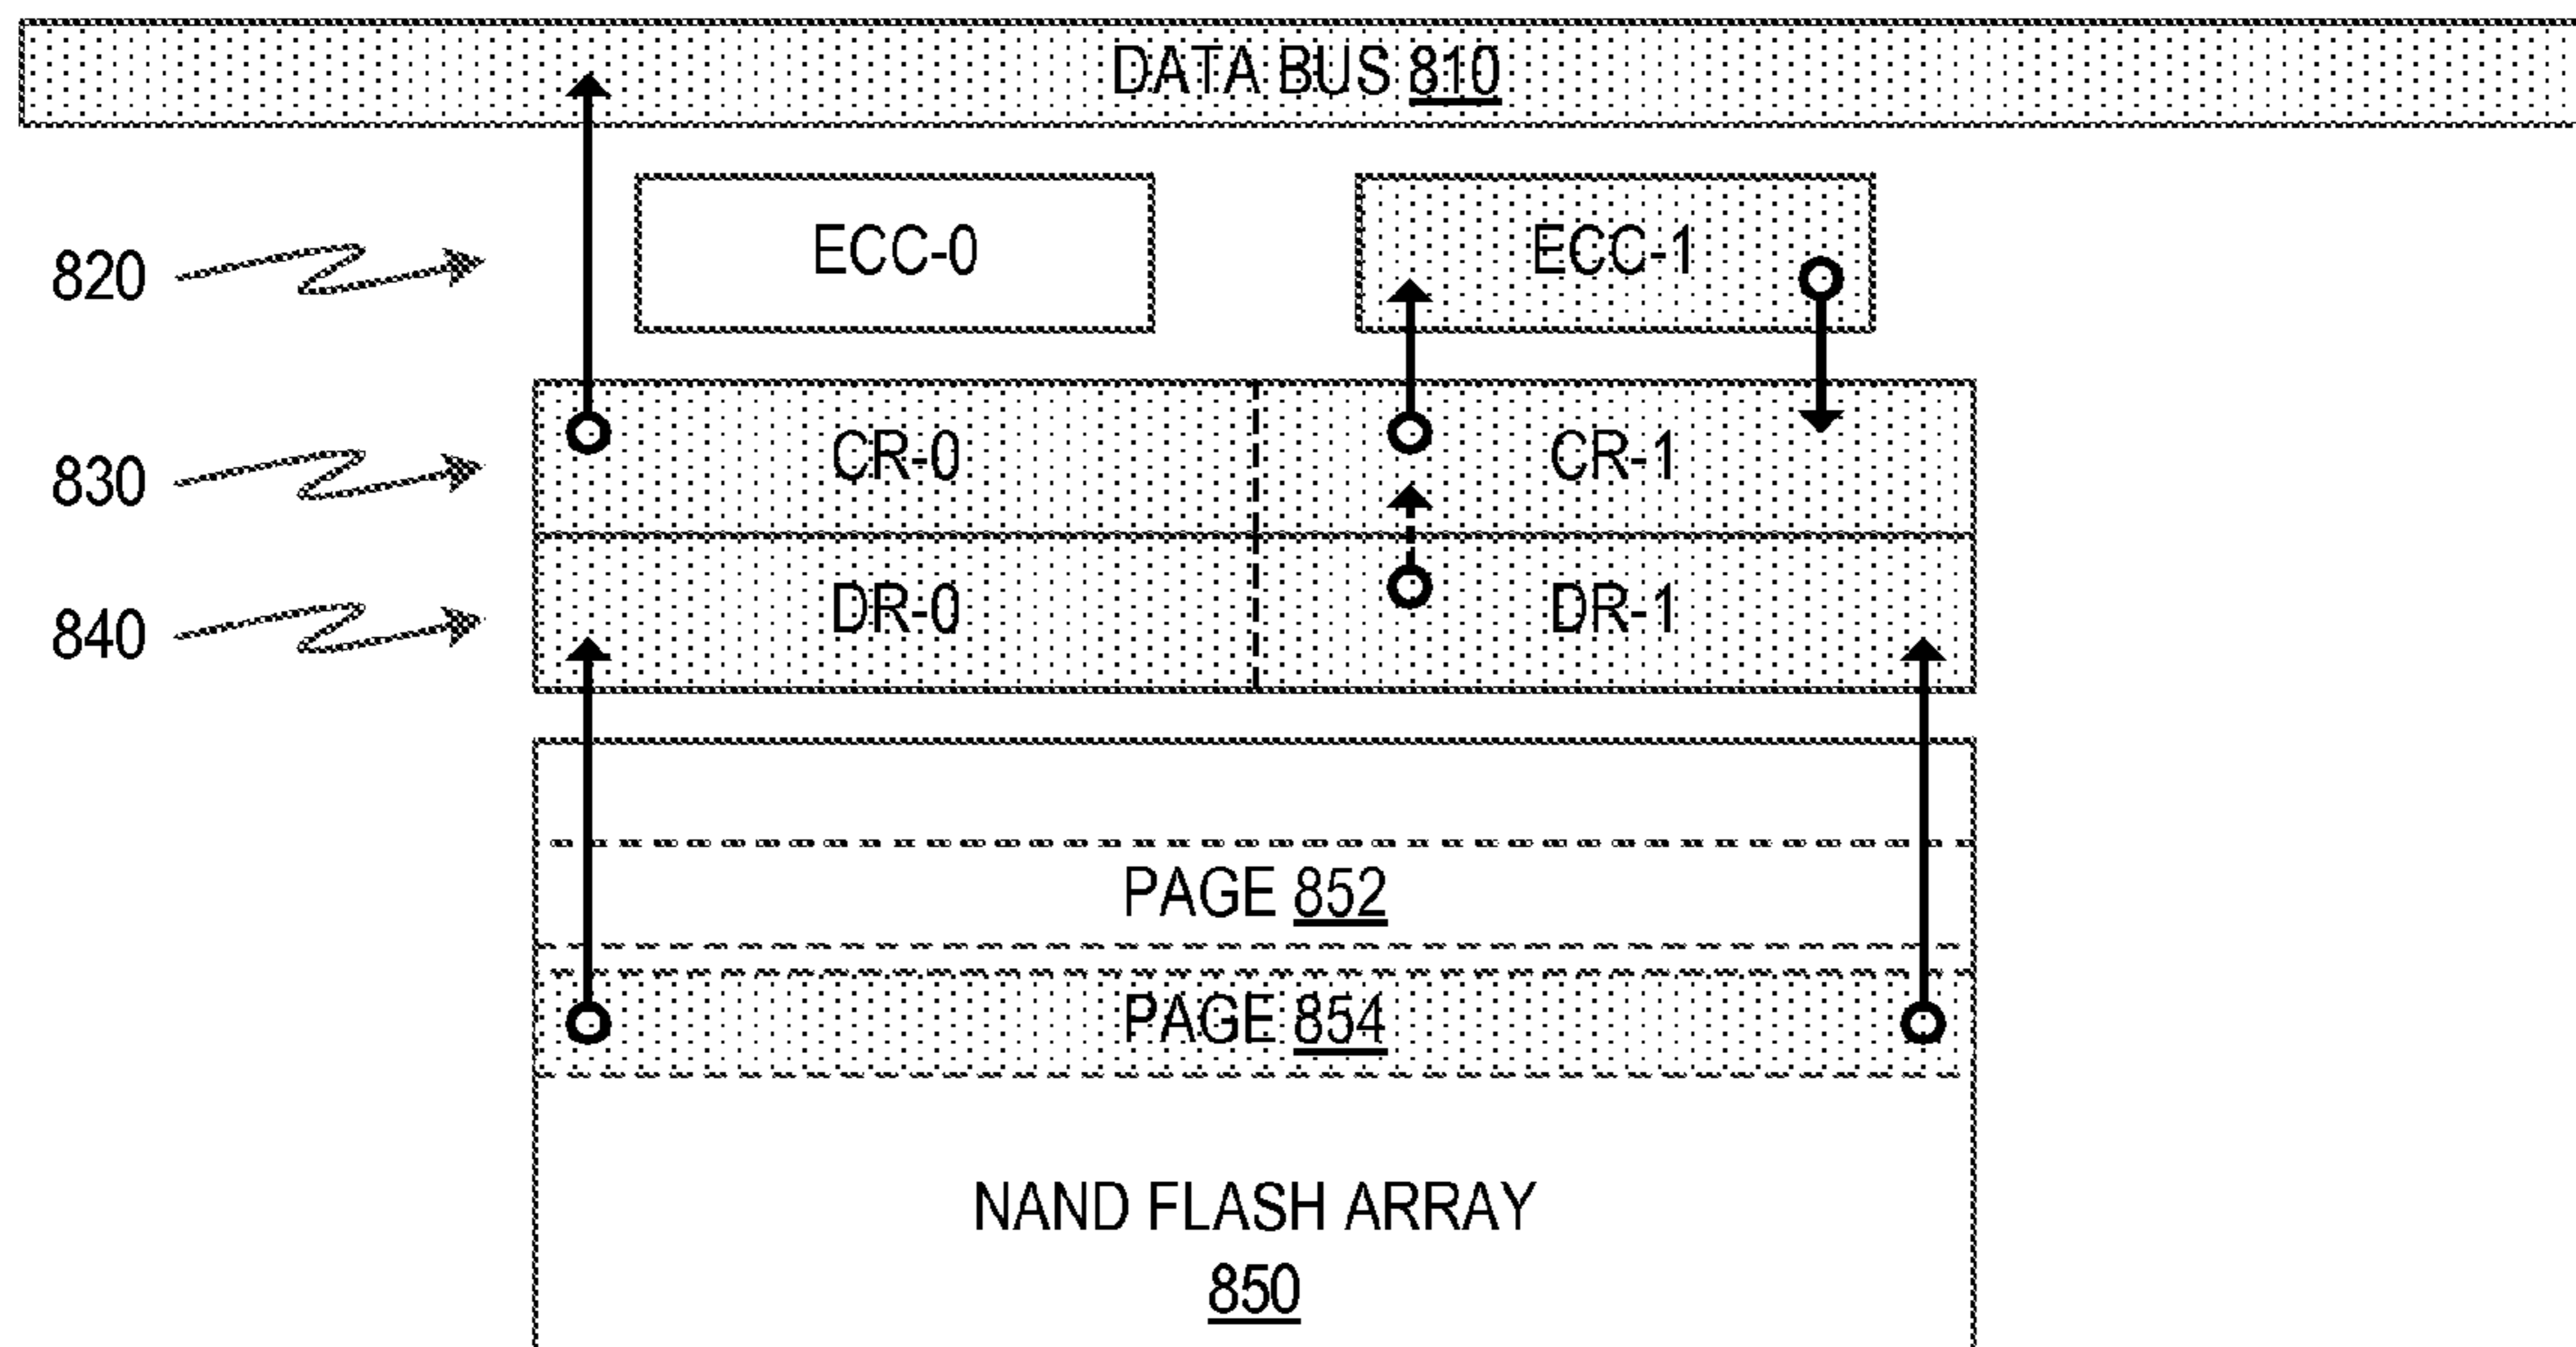 DATA BUS 810
820
ECC-0
ECC-1
830
CR-0
CR-1
840
DR-0
DR-1
PAGE 852
PAGE 854
NAND FLASH ARRAY
850